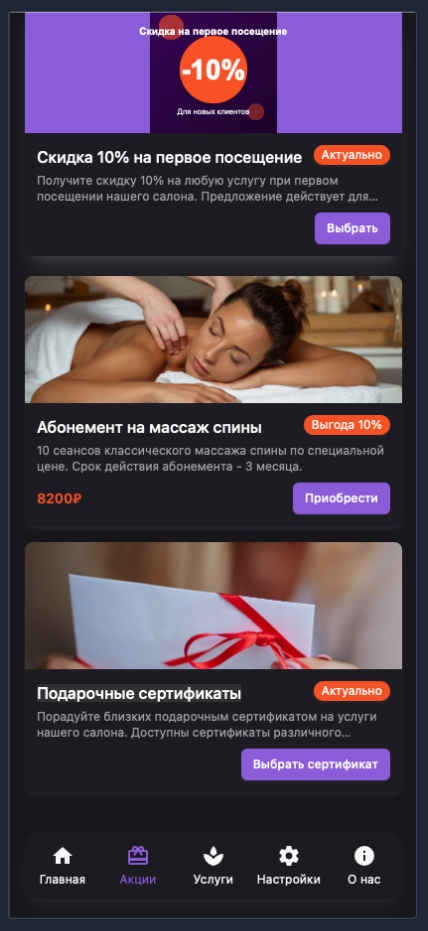 Скидка на первое посещение
-10%
Для новых клиентов
Скидка 10% на первое посещение
Актуально
Получите скидку 10% на любую услугу при первом
посещении нашего салона. Предложение действует для...
Выбрать
Абонемент на массаж спины
Выгода 10%
10 сеансов классического массажа спины по специальной
цене. Срок действия абонемента - 3 месяца.
8200₽
Приобрести
Подарочные сертификаты
Актуально
Порадуйте близких подарочным сертификатом на услуги
нашего салона. Доступны сертификаты различного...
Выбрать сертификат
Главная
Акции
Услуги
Настройки
О нас